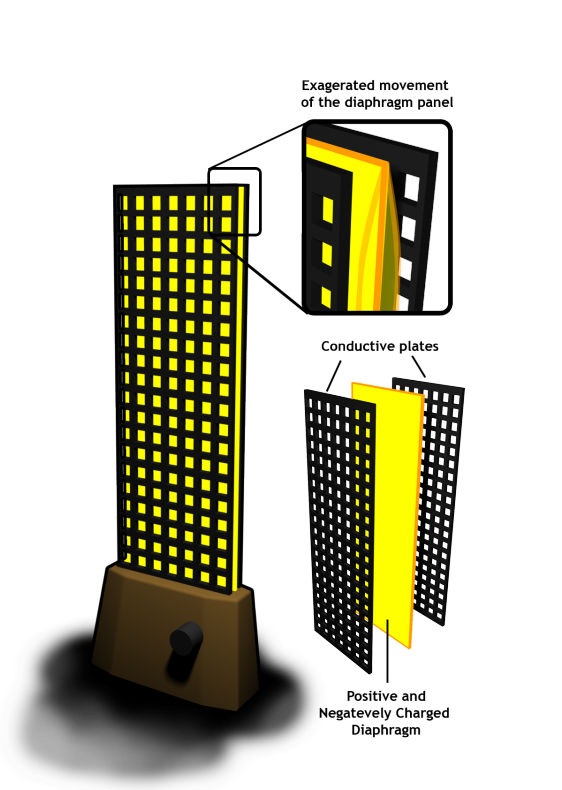 Exagerated movement
of the diaphragm panel
Conductive plates
Positive and
Negatevely Charged
Diaphragm